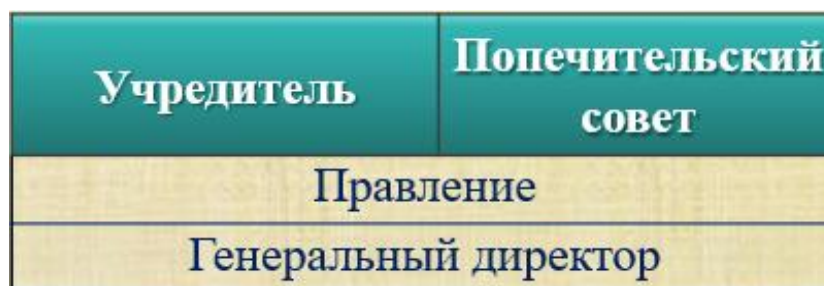 Учредитель
Попечительский
совет
Правление
Генеральный директор